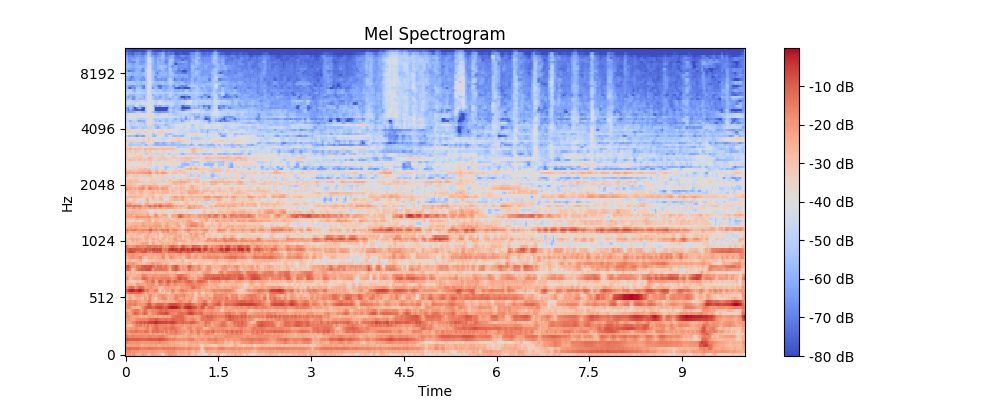 Mel Spectrogram
8192
4096
2048
1024
512
0
Hz
0 1.5 3 4.5 6 7.5 9
Time
-10 dB
-20 dB
-30 dB
-40 dB
-50 dB
-60 dB
-70 dB
-80 dB